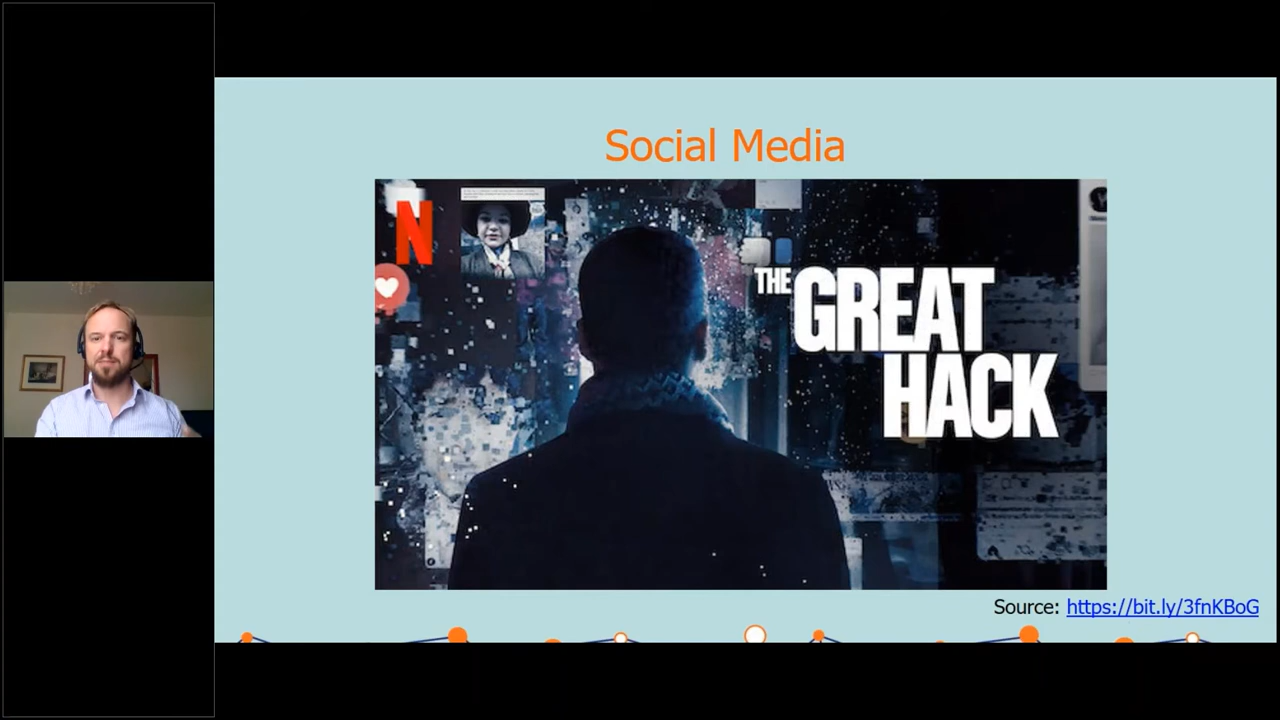 Social Media
N
THE
GREAT
HACK
Source: https://bit.ly/3fnKBoG